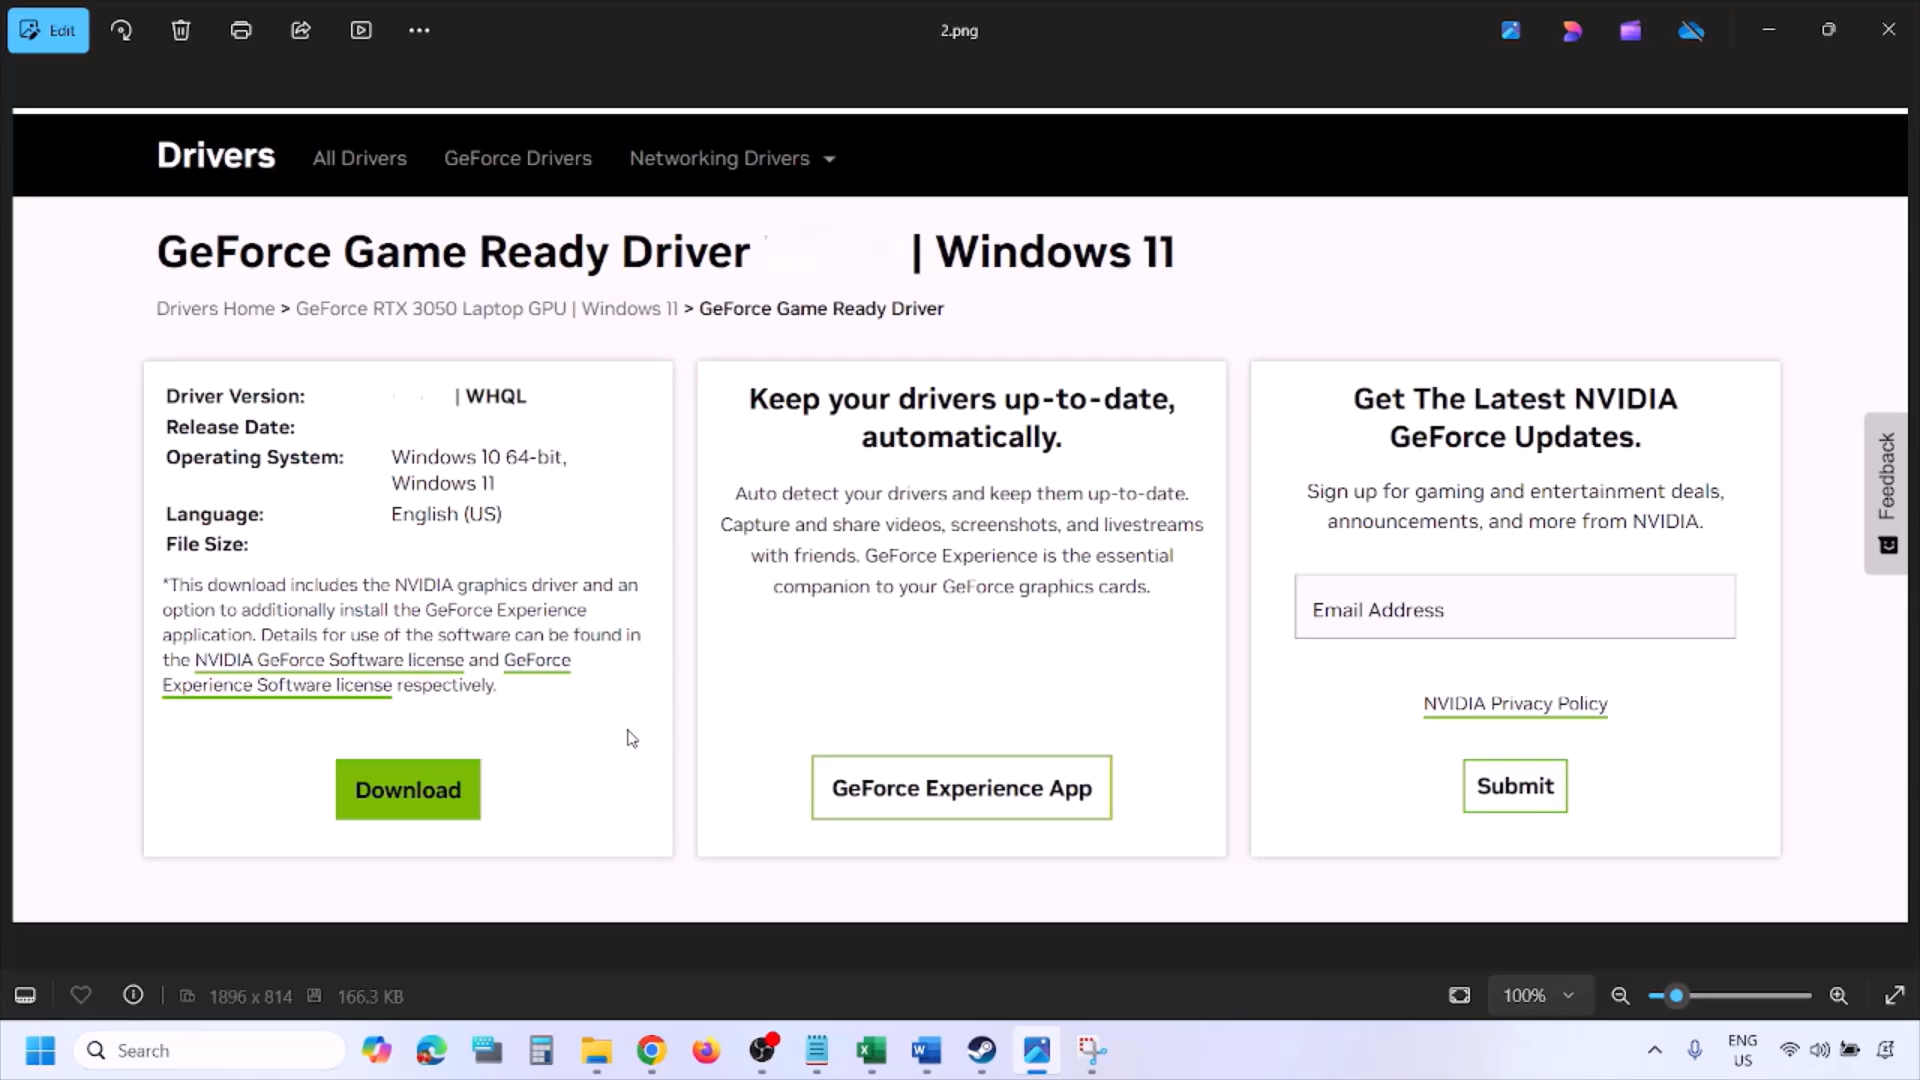 Edit
2.png
Drivers All Drivers GeForce Drivers Networking Drivers
GeForce Game Ready Driver | Windows 11
Drivers Home > GeForce RTX 3050 Laptop GPU | Windows 11 > GeForce Game Ready Driver
Driver Version: | WHQL
Release Date:
Operating System: Windows 10 64-bit,
Windows 11
Language: English (US)
File Size:
*This download includes the NVIDIA graphics driver and an
option to additionally install the GeForce Experience
application. Details for use of the software can be found in
the NVIDIA GeForce Software license and GeForce
Experience Software license respectively.
Download
Keep your drivers up-to-date,
automatically.
Auto detect your drivers and keep them up-to-date.
Capture and share videos, screenshots, and livestreams
with friends. GeForce Experience is the essential
companion to your GeForce graphics cards.
GeForce Experience App
Get The Latest NVIDIA
GeForce Updates.
Sign up for gaming and entertainment deals,
announcements, and more from NVIDIA.
Email Address
NVIDIA Privacy Policy
Submit
Feedback
1896 x 814 166.3 KB
100%
Search
ENG
US